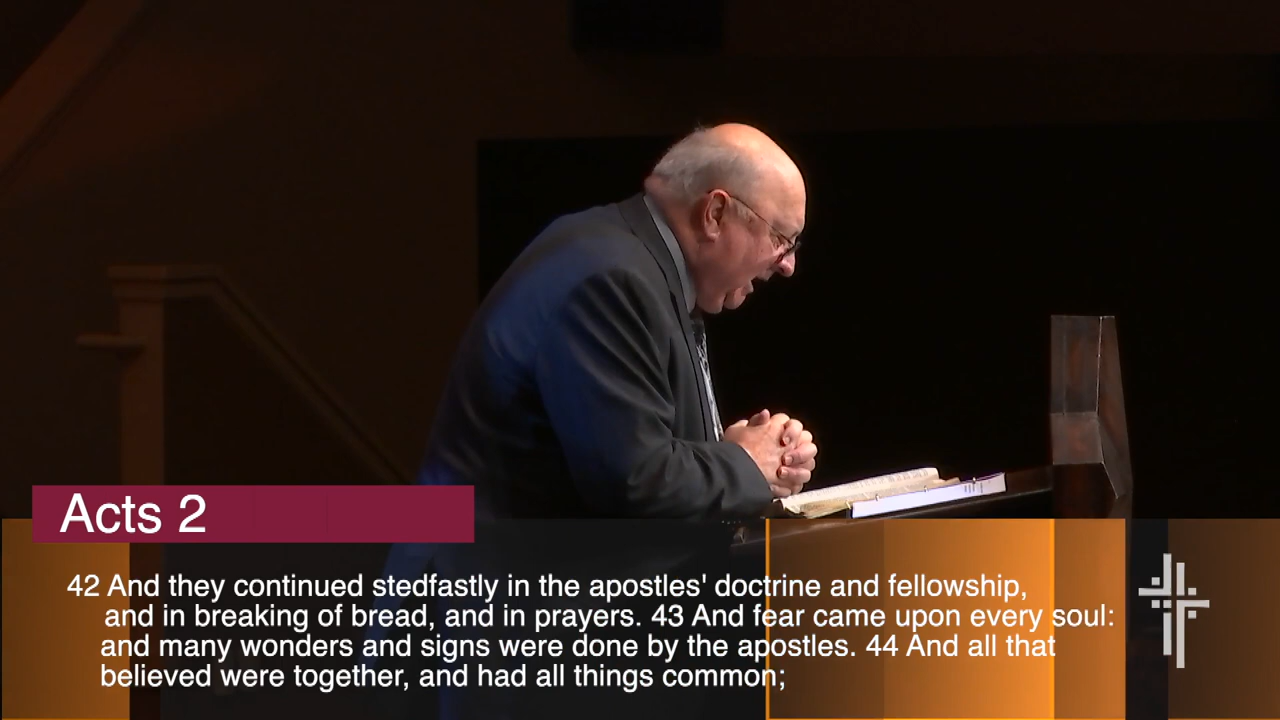 Acts 2
42 And they continued stedfastly in the apostles' doctrine and fellowship,
and in breaking of bread, and in prayers. 43 And fear came upon every soul:
and many wonders and signs were done by the apostles. 44 And all that
believed were together, and had all things common;